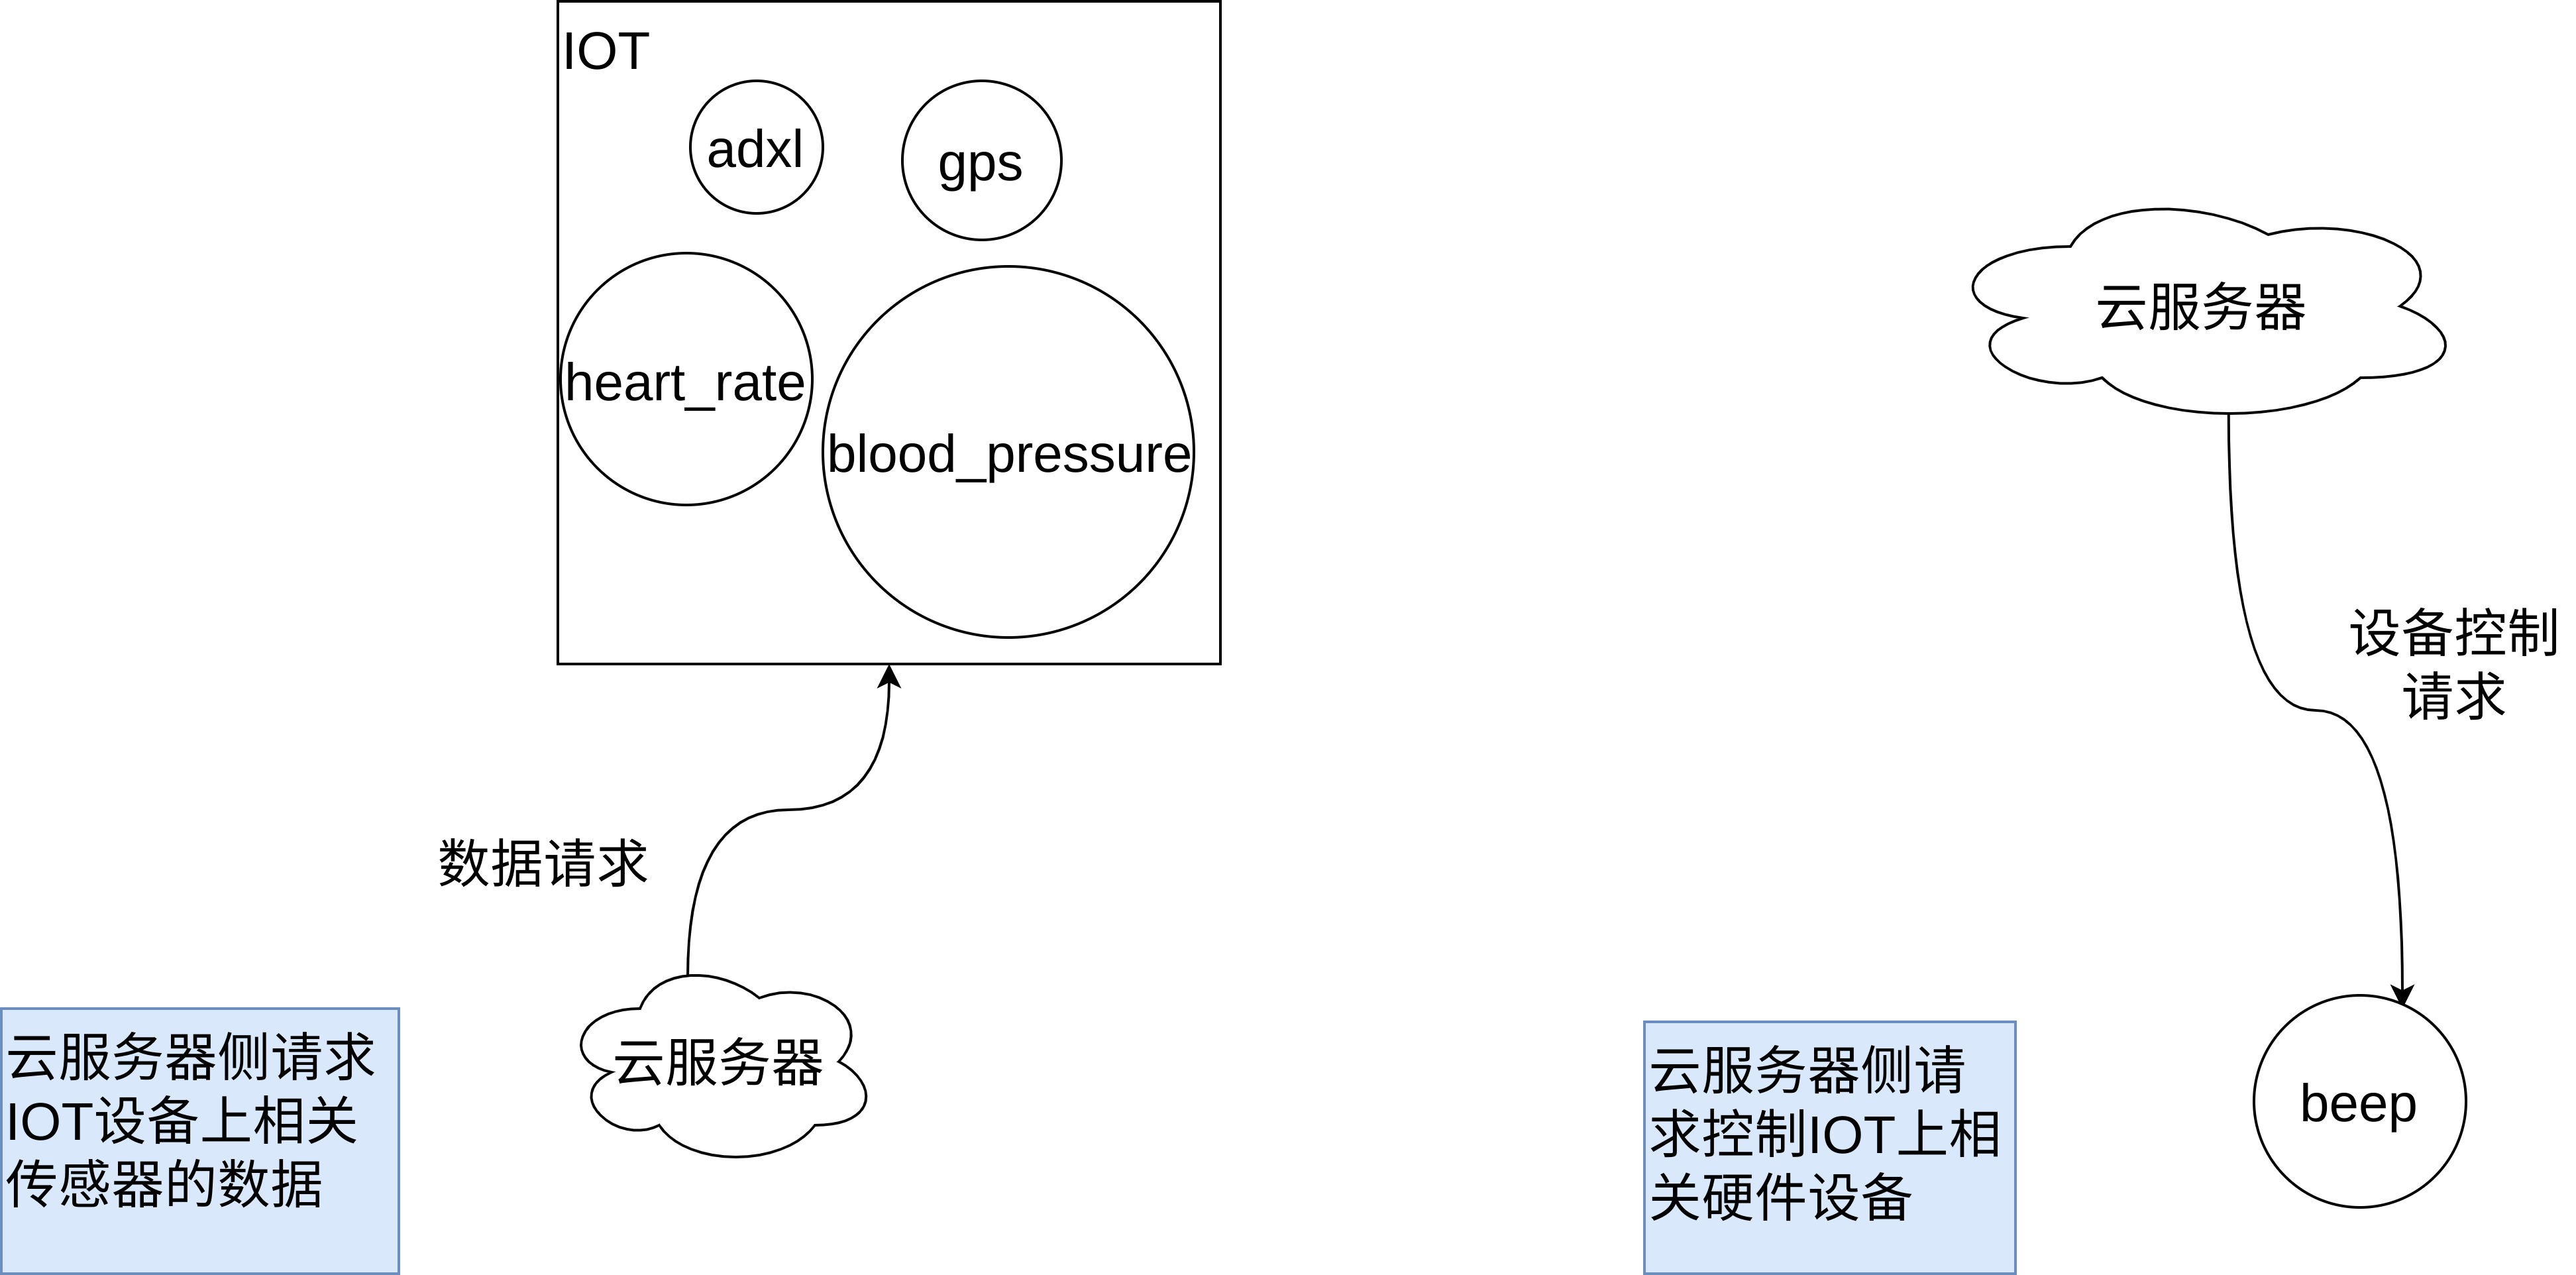 IOT
adxl
gps
heart_rate
blood_pressure
数据请求
云服务器
云服务器侧请求
IOT设备上相关
传感器的数据
云服务器
设备控制
请求
beep
云服务器侧请
求控制IOT上相
关硬件设备